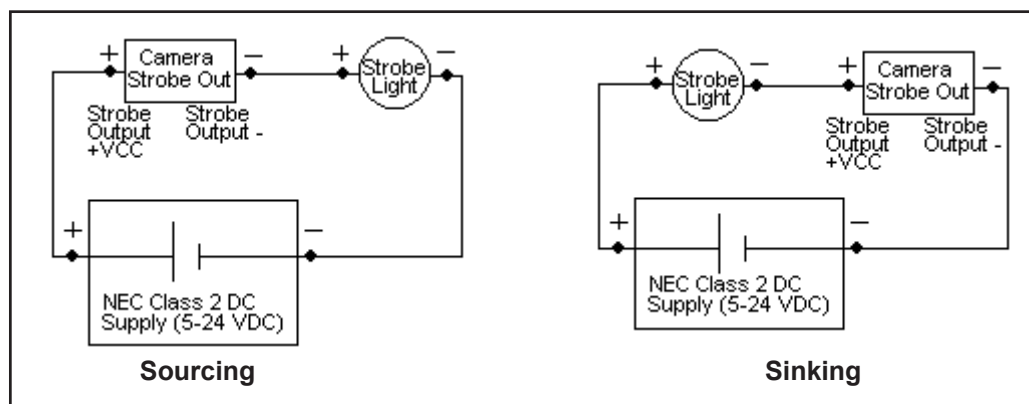 + Camera Strobe Out −
+ Strobe Light −
Strobe Output +VCC
Strobe Output -
+ −
NEC Class 2 DC
Supply (5-24 VDC)
Sourcing
+ Strobe Light −
+ Camera Strobe Out −
Strobe Output +VCC
Strobe Output -
+ −
NEC Class 2 DC
Supply (5-24 VDC)
Sinking